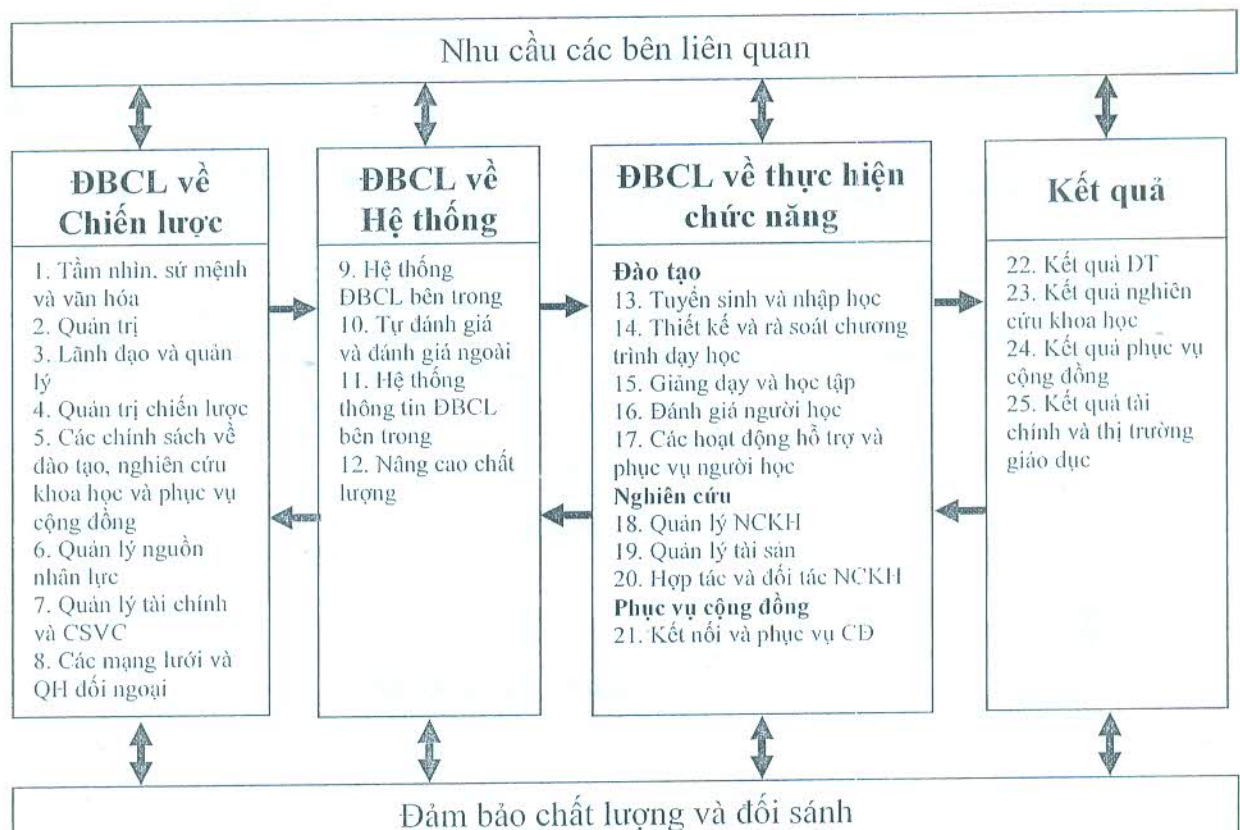 Nhu cầu các bên liên quan
ĐBCL về
Chiến lược
1. Tầm nhìn, sứ mệnh
và văn hóa
2. Quản trị
3. Lãnh đạo và quản
lý
4. Quản trị chiến lược
5. Các chính sách về
đào tạo, nghiên cứu
khoa học và phục vụ
cộng đồng
6. Quản lý nguồn
nhân lực
7. Quản lý tài chính
và CSVC
8. Các mạng lưới và
QH đối ngoại
ĐBCL về
Hệ thống
9. Hệ thống
ĐBCL bên trong
10. Tự đánh giá
và đánh giá ngoài
11. Hệ thống
thông tin ĐBCL
bên trong
12. Nâng cao chất
lượng
ĐBCL về thực hiện
chức năng
Đào tạo
13. Tuyển sinh và nhập học
14. Thiết kế và rà soát chương
trình dạy học
15. Giảng dạy và học tập
16. Đánh giá người học
17. Các hoạt động hỗ trợ và
phục vụ người học
Nghiên cứu
18. Quản lý NCKH
19. Quản lý tài sản
20. Hợp tác và đối tác NCKH
Phục vụ cộng đồng
21. Kết nối và phục vụ CĐ
Kết quả
22. Kết quả ĐT
23. Kết quả nghiên
cứu khoa học
24. Kết quả phục vụ
cộng đồng
25. Kết quả tài
chính và thị trường
giáo dục
Đảm bảo chất lượng và đối sánh